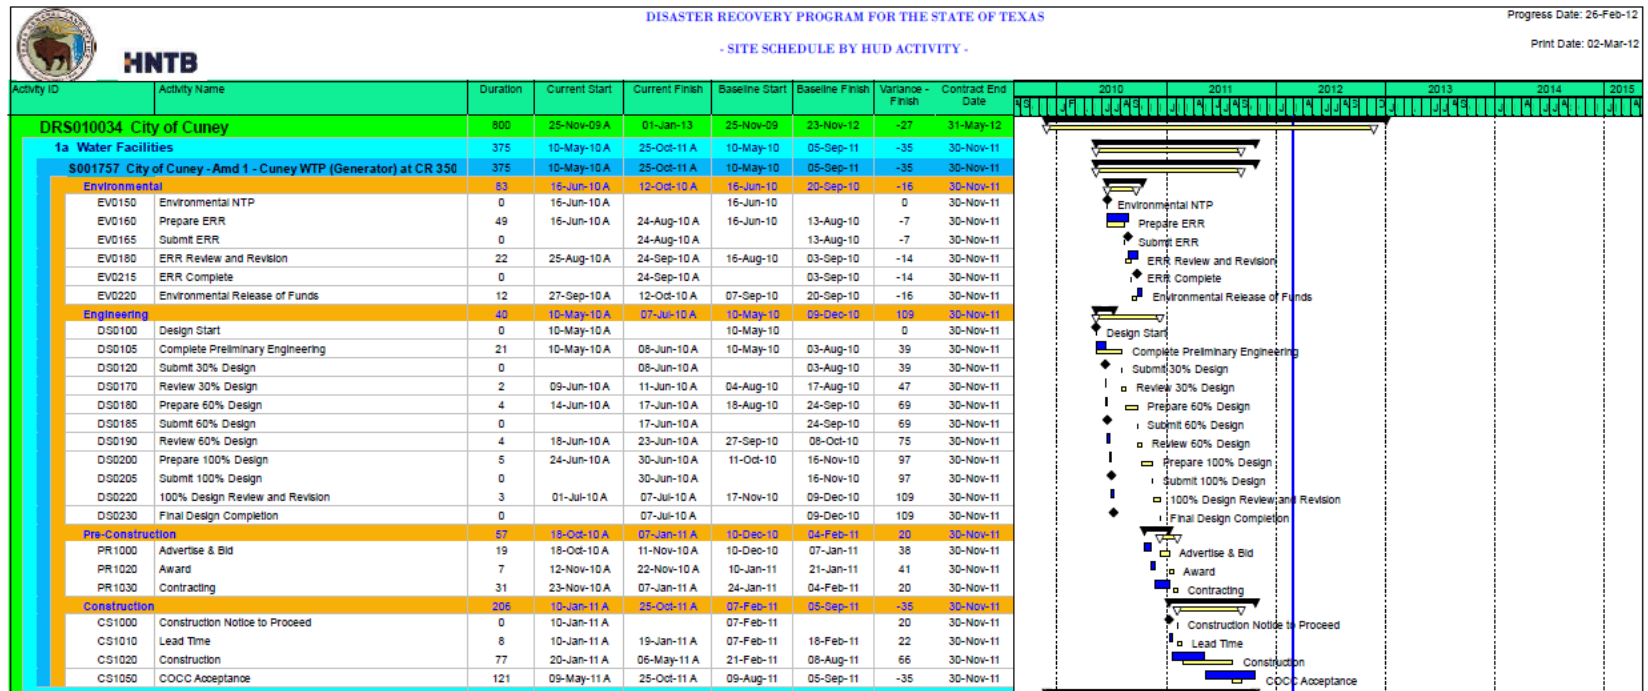 DISASTER RECOVERY PROGRAM FOR THE STATE OF TEXAS
Progress Date: 26-Feb-12
- SITE SCHEDULE BY HUD ACTIVITY -
Print Date: 02-Mar-12
HNTB
Activity ID Activity Name Duration Current Start Current Finish Baseline Start Baseline Finish Variance - Finish Contract End Date 2010 2011 2012 2013 2014 2015
DRS010034 City of Cuney 800 25-Nov-09 A 01-Jan-13 25-Nov-09 23-Nov-12 -27 31-May-12
1a Water Facilities 375 10-May-10 A 25-Oct-11 A 10-May-10 05-Sep-11 -35 30-Nov-11
S001757 City of Cuney - Amd 1 - Cuney WTP (Generator) at CR 350 375 10-May-10 A 25-Oct-11 A 10-May-10 05-Sep-11 -35 30-Nov-11
Environmental 83 16-Jun-10 A 12-Oct-10 A 16-Jun-10 20-Sep-10 -16 30-Nov-11
EV0150 Environmental NTP 0 16-Jun-10 A 16-Jun-10 0 30-Nov-11 Environmental NTP
EV0160 Prepare ERR 49 16-Jun-10 A 24-Aug-10 A 16-Jun-10 13-Aug-10 -7 30-Nov-11 Prepare ERR
EV0165 Submit ERR 0 24-Aug-10 A 13-Aug-10 -7 30-Nov-11 Submit ERR
EV0180 ERR Review and Revision 22 25-Aug-10 A 24-Sep-10 A 16-Aug-10 03-Sep-10 -14 30-Nov-11 ERR Review and Revision
EV0215 ERR Complete 0 24-Sep-10 A 03-Sep-10 -14 30-Nov-11 ERR Complete
EV0220 Environmental Release of Funds 12 27-Sep-10 A 12-Oct-10 A 07-Sep-10 20-Sep-10 -16 30-Nov-11 Environmental Release of Funds
Engineering 40 10-May-10 A 07-Jul-10 A 10-May-10 09-Dec-10 109 30-Nov-11
DS0100 Design Start 0 10-May-10 A 10-May-10 0 30-Nov-11 Design Start
DS0105 Complete Preliminary Engineering 21 10-May-10 A 08-Jun-10 A 10-May-10 03-Aug-10 39 30-Nov-11 Complete Preliminary Engineering
DS0120 Submit 30% Design 0 08-Jun-10 A 03-Aug-10 39 30-Nov-11 Submit 30% Design
DS0170 Review 30% Design 2 09-Jun-10 A 11-Jun-10 A 04-Aug-10 17-Aug-10 47 30-Nov-11 Review 30% Design
DS0180 Prepare 60% Design 4 14-Jun-10 A 17-Jun-10 A 18-Aug-10 24-Sep-10 69 30-Nov-11 Prepare 60% Design
DS0185 Submit 60% Design 0 17-Jun-10 A 24-Sep-10 69 30-Nov-11 Submit 60% Design
DS0190 Review 60% Design 4 18-Jun-10 A 23-Jun-10 A 27-Sep-10 08-Oct-10 75 30-Nov-11 Review 60% Design
DS0200 Prepare 100% Design 5 24-Jun-10 A 30-Jun-10 A 11-Oct-10 16-Nov-10 97 30-Nov-11 Prepare 100% Design
DS0205 Submit 100% Design 0 30-Jun-10 A 16-Nov-10 97 30-Nov-11 Submit 100% Design
DS0220 100% Design Review and Revision 3 01-Jul-10 A 07-Jul-10 A 17-Nov-10 09-Dec-10 109 30-Nov-11 100% Design Review and Revision
DS0230 Final Design Completion 0 07-Jul-10 A 09-Dec-10 109 30-Nov-11 Final Design Completion
Pre-Construction 57 18-Oct-10 A 07-Jan-11 A 10-Dec-10 04-Feb-11 20 30-Nov-11
PR1000 Advertise & Bid 19 18-Oct-10 A 11-Nov-10 A 10-Dec-10 07-Jan-11 38 30-Nov-11 Advertise & Bid
PR1020 Award 7 12-Nov-10 A 22-Nov-10 A 10-Jan-11 21-Jan-11 41 30-Nov-11 Award
PR1030 Contracting 31 23-Nov-10 A 07-Jan-11 A 24-Jan-11 04-Feb-11 20 30-Nov-11 Contracting
Construction 206 10-Jan-11 A 25-Oct-11 A 07-Feb-11 05-Sep-11 -35 30-Nov-11
CS1000 Construction Notice to Proceed 0 10-Jan-11 A 07-Feb-11 20 30-Nov-11 Construction Notice to Proceed
CS1010 Lead Time 8 10-Jan-11 A 19-Jan-11 A 07-Feb-11 18-Feb-11 22 30-Nov-11 Lead Time
CS1020 Construction 77 20-Jan-11 A 06-May-11 A 21-Feb-11 08-Aug-11 66 30-Nov-11 Construction
CS1050 COCC Acceptance 121 09-May-11 A 25-Oct-11 A 09-Aug-11 05-Sep-11 -35 30-Nov-11 COCC Acceptance